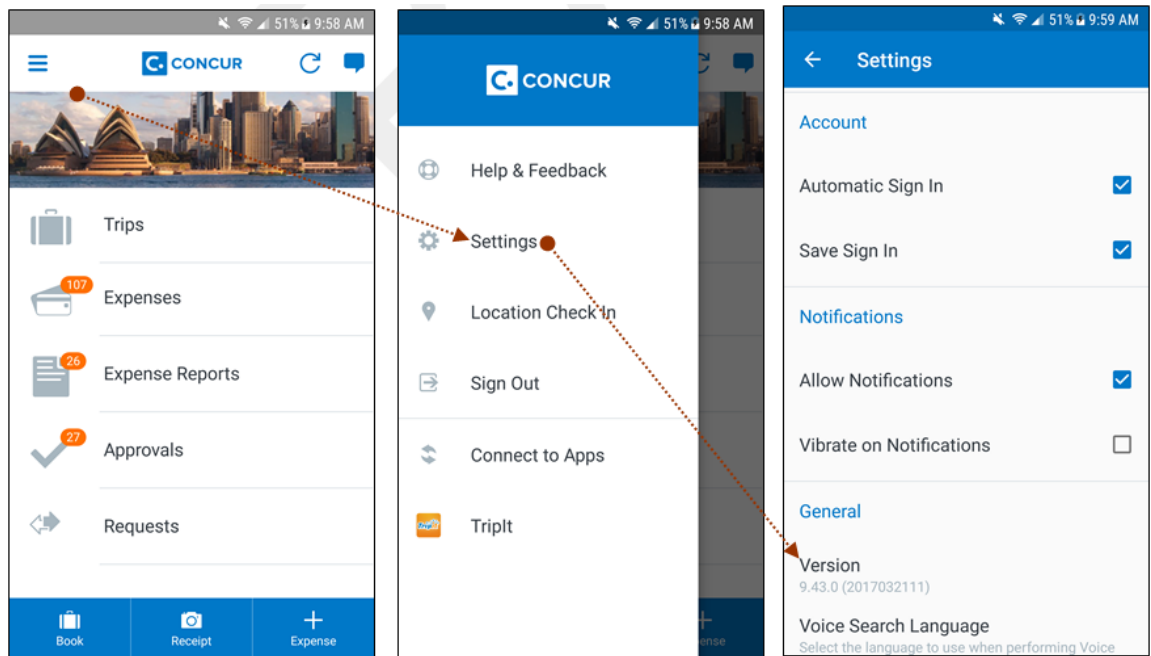 51% 9:58 AM
C. CONCUR
Trips
107
Expenses
26
Expense Reports
27
Approvals
Requests
Book
Receipt
Expense
51% 9:58 AM
C. CONCUR
Help & Feedback
Settings
Location Check In
Sign Out
Connect to Apps
TripIt
ense
51% 9:59 AM
Settings
Account
Automatic Sign In
Save Sign In
Notifications
Allow Notifications
Vibrate on Notifications
General
Version
9.43.0 (2017032111)
Voice Search Language
Select the language to use when performing Voice